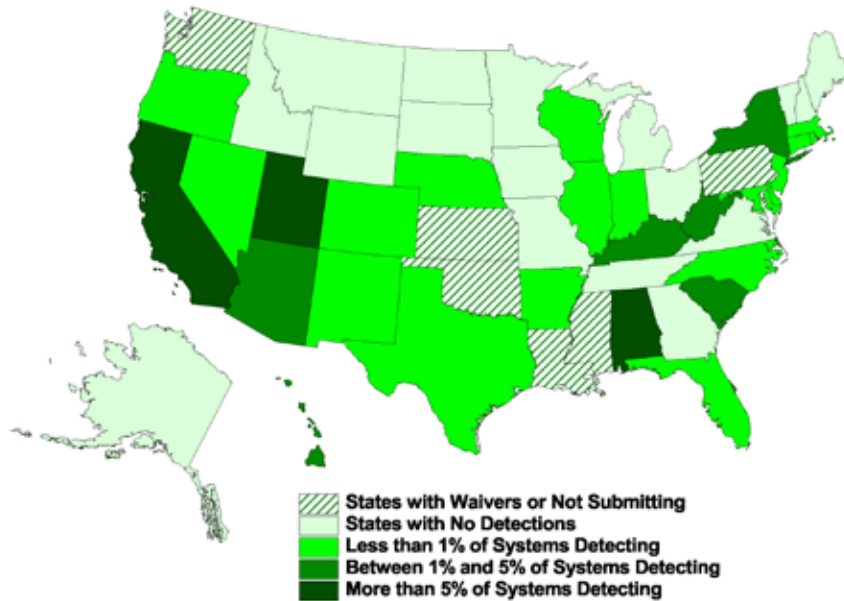 States with Waivers or Not Submitting
States with No Detections
Less than 1% of Systems Detecting
Between 1% and 5% of Systems Detecting
More than 5% of Systems Detecting